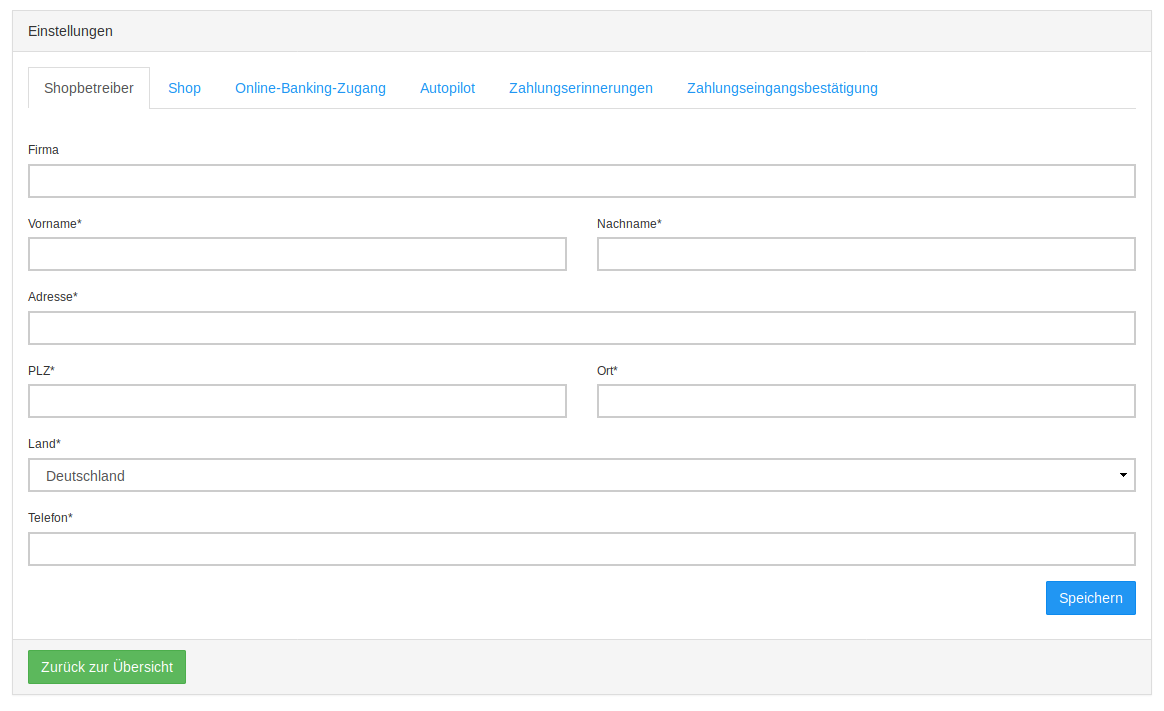 Einstellungen
Shopbetreiber Shop Online-Banking-Zugang Autopilot Zahlungserinnerungen Zahlungseingangsbestätigung
Firma
Vorname* Nachname*
Adresse*
PLZ* Ort*
Land*
Deutschland
Telefon*
Speichern
Zurück zur Übersicht